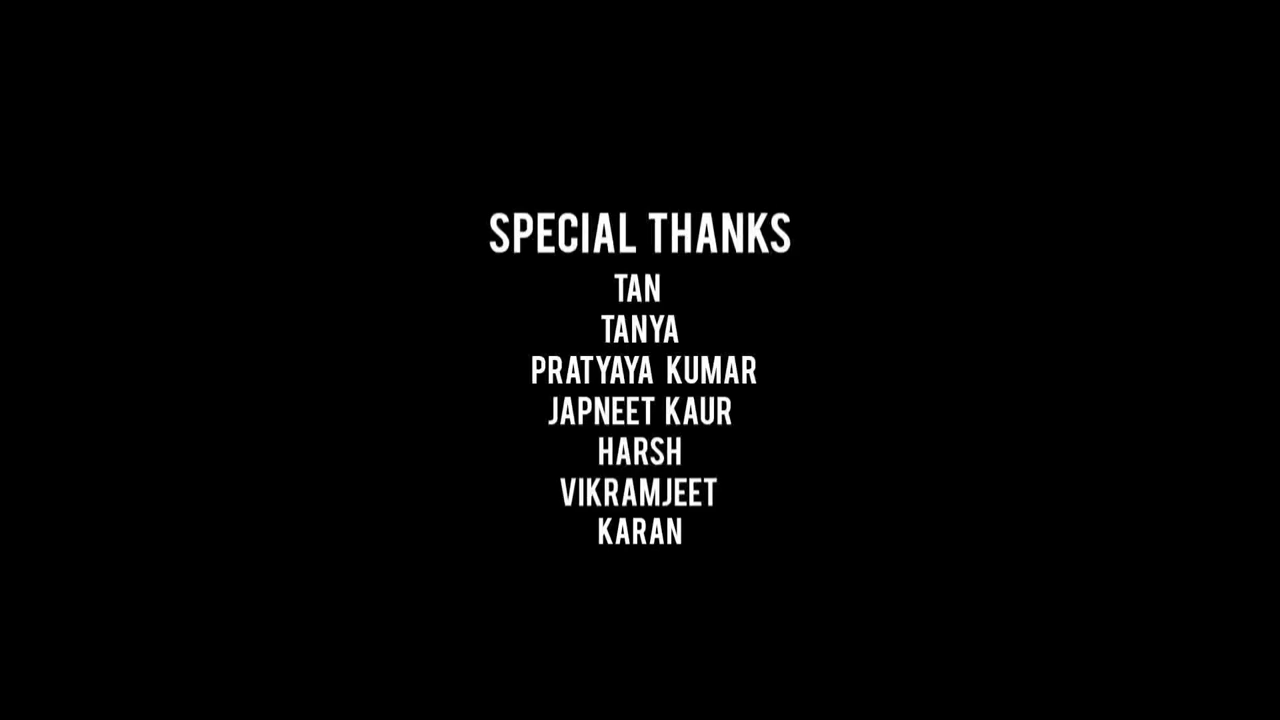 SPECIAL THANKS
TAN
TANYA
PRATYAYA KUMAR
JAPNEET KAUR
HARSH
VIKRAMJEET
KARAN